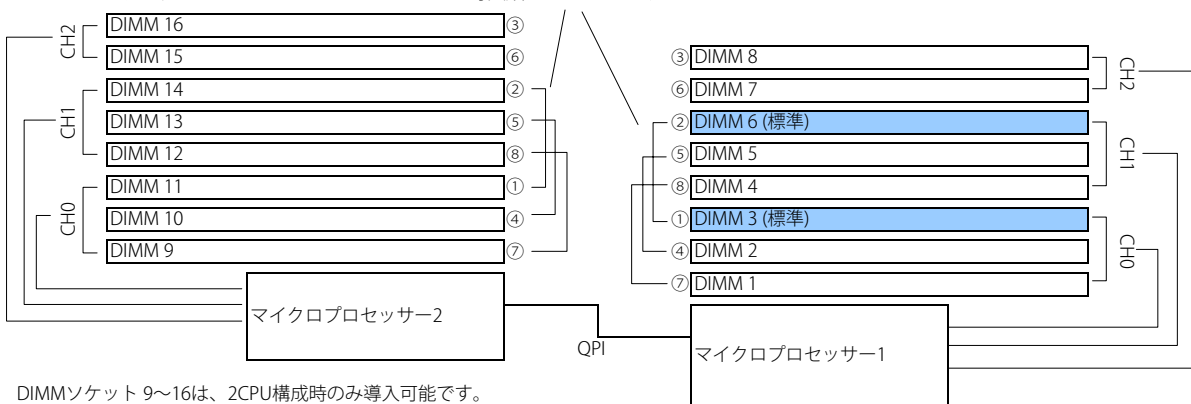 CH2
DIMM 16 ③
DIMM 15 ⑥
CH1
DIMM 14 ②
DIMM 13 ⑤
DIMM 12 ⑧
CH0
DIMM 11 ①
DIMM 10 ④
DIMM 9 ⑦
マイクロプロセッサー2
QPI
③ DIMM 8
⑥ DIMM 7
CH2
② DIMM 6 (標準)
⑤ DIMM 5
⑧ DIMM 4
CH1
① DIMM 3 (標準)
④ DIMM 2
⑦ DIMM 1
CH0
マイクロプロセッサー1
DIMMソケット 9～16は、2CPU構成時のみ導入可能です。